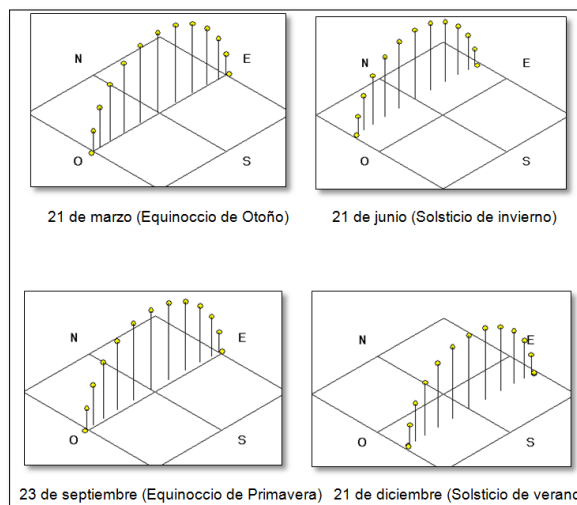 N E
O S
N E
O S
21 de marzo (Equinoccio de Otoño) 21 de junio (Solsticio de invierno)
N E
O S
N E
O S
23 de septiembre (Equinoccio de Primavera) 21 de diciembre (Solsticio de verano